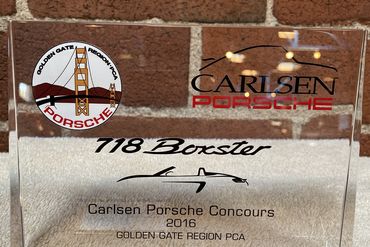 GOLDEN GATE REGION PCA
PORSCHE
CARLSEN
PORSCHE
718 Boxster
Carlsen Porsche Concours
2016
GOLDEN GATE REGION PCA